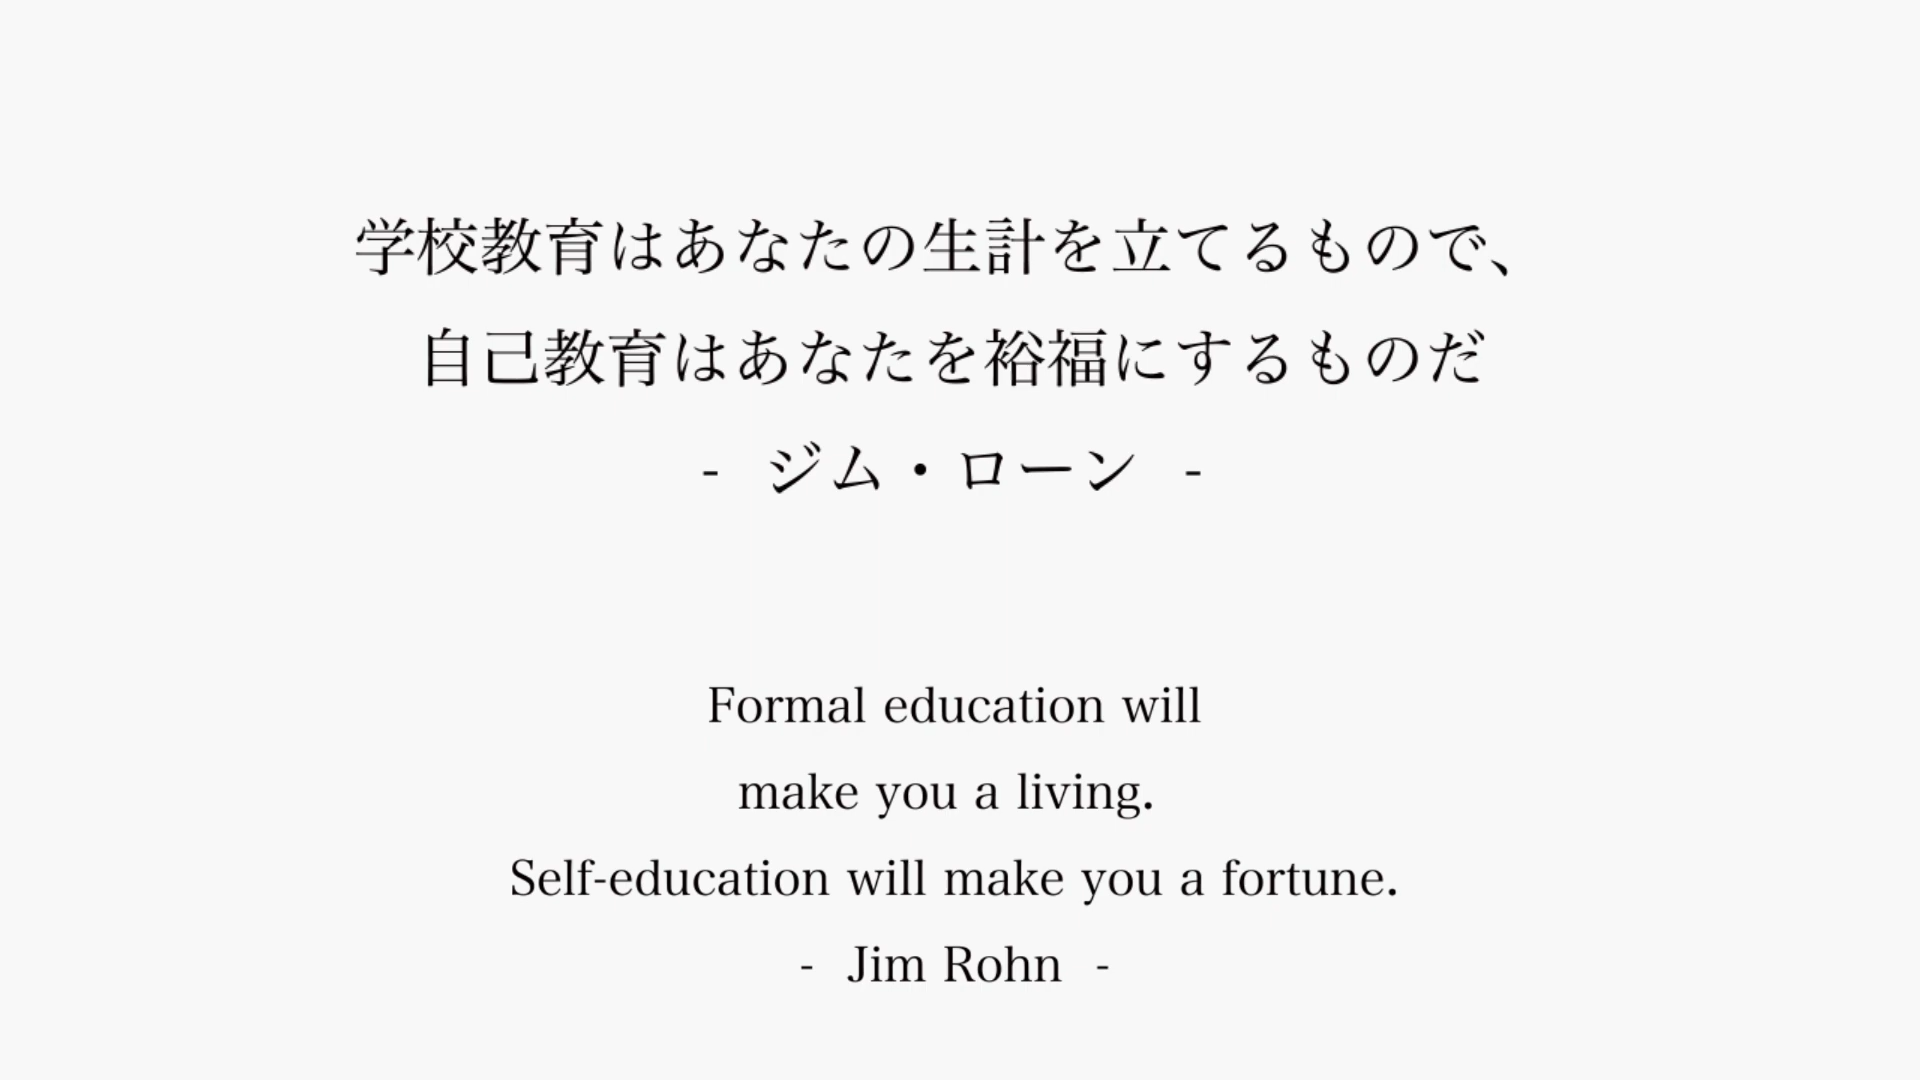 学校教育はあなたの生計を立てるもので、
自己教育はあなたを裕福にするものだ
- ジム・ローン -
Formal education will
make you a living.
Self-education will make you a fortune.
- Jim Rohn -